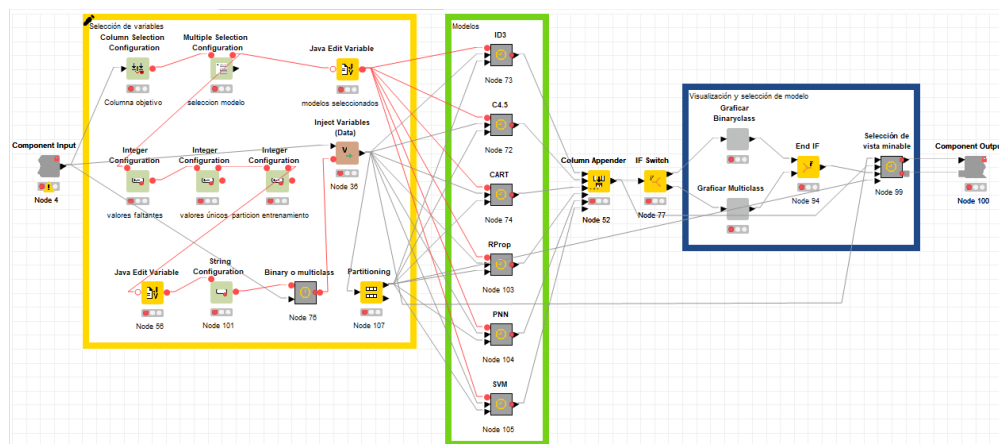 Selección de variables
Column Selection
Configuration
Columna objetivo
Multiple Selection
Configuration
seleccion modelo
Java Edit Variable
modelos seleccionados
Component Input
Node 4
Integer
Configuration
valores faltantes
Integer
Configuration
valores únicos
Integer
Configuration
particion entrenamiento
Inject Variables
(Data)
Node 36
Java Edit Variable
Node 56
String
Configuration
Node 101
Binary o multiclass
Node 76
Partitioning
Node 107
Modelos
ID3
Node 73
C4.5
Node 72
CART
Node 74
RProp
Node 103
PNN
Node 104
SVM
Node 105
Column Appender
Node 52
IF Switch
Node 77
Visualización y selección de modelo
Graficar
Binaryclass
Graficar Multiclass
End IF
Node 94
Selección de
vista minable
Node 99
Component Output
Node 100